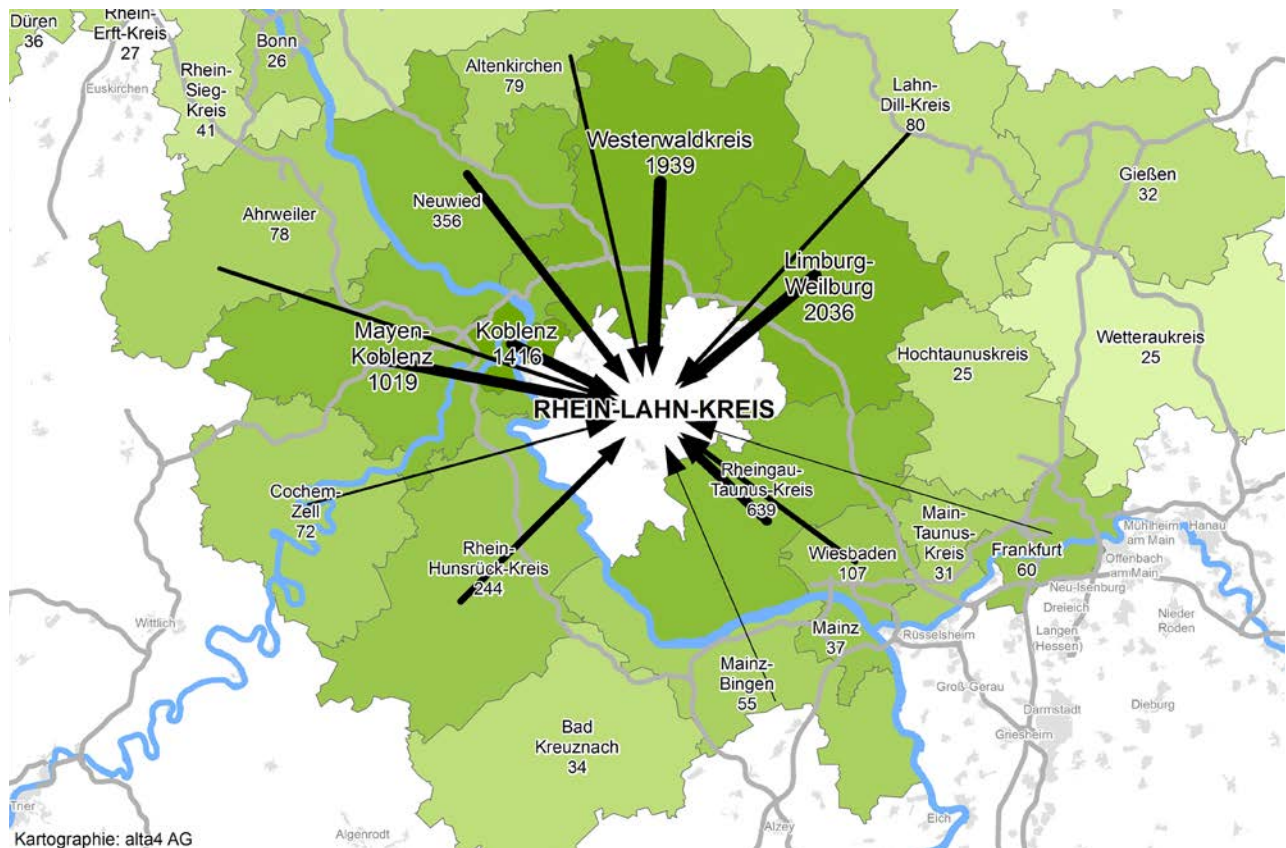 Düren
36
Rhein-
Erft-Kreis
27
Bonn
26
Euskirchen
Rhein-
Sieg-
Kreis
41
Altenkirchen
79
Lahn-
Dill-Kreis
80
Westerwaldkreis
1939
Gießen
32
Ahrweiler
78
Neuwied
356
Limburg-
Weilburg
2036
Mayen-
Koblenz
1019
Koblenz
1416
Hochtaunuskreis
25
Wetteraukreis
25
RHEIN-LAHN-KREIS
Cochem-
Zell
72
Rheingau-
Taunus-Kreis
639
Rhein-
Hunsrück-Kreis
244
Wiesbaden
107
Main-
Taunus-
Kreis
31
Frankfurt
60
Mühlheim
am Main
Hanau
Offenbach
am Main
Neu-Isenburg
Dreieich
Langen
(Hessen)
Nieder
Roden
Wittlich
Mainz
37
Rüsselsheim
Mainz-
Bingen
55
Groß-Gerau
Darmstadt
Dieburg
Griesheim
Bad
Kreuznach
34
Trier
Algenrodt
Alzey
Eich
Kartographie: alta4 AG